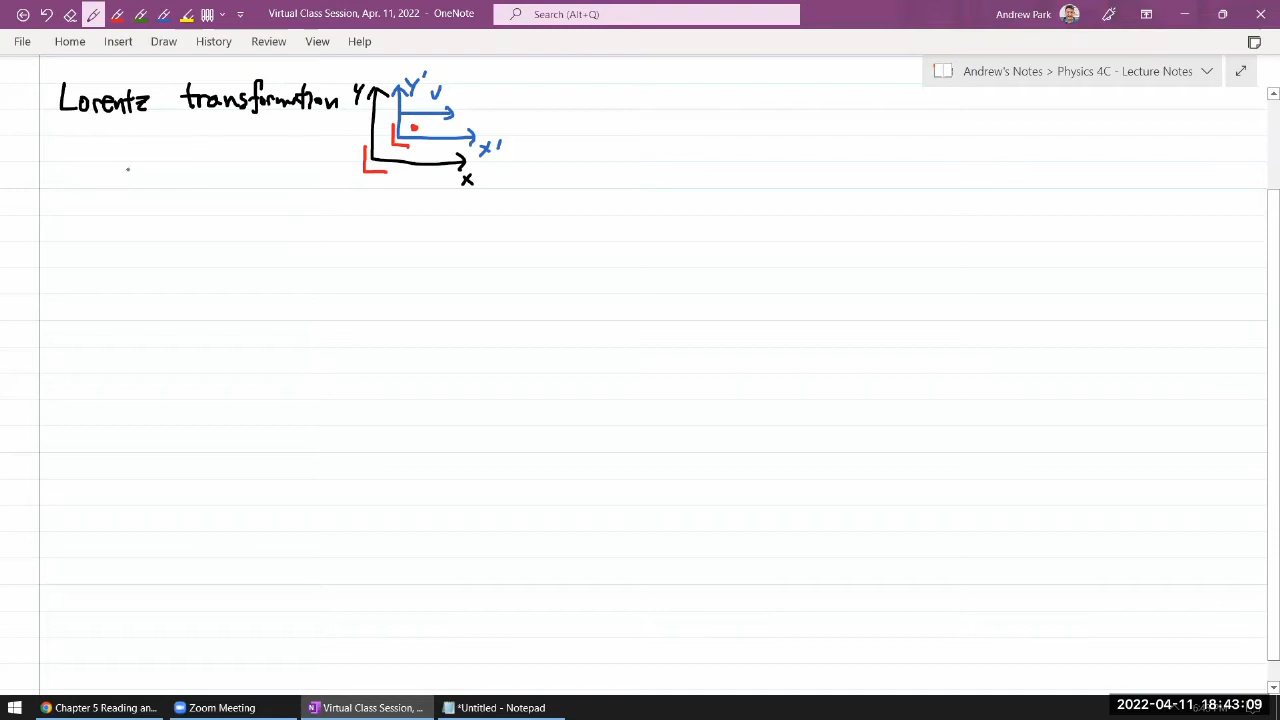 Virtual Class Session, Apr. 11, 2022 - OneNote
Search (Alt+Q)
Andrew Park
File Home Insert Draw History Review View Help
Andrew's Notes > Physics 4C - Lecture Notes
Lorentz transformation
Y
Y'
V
X'
X
Chapter 5 Reading an...
Zoom Meeting
Virtual Class Session, ...
*Untitled - Notepad
2022-04-11 18:43:09